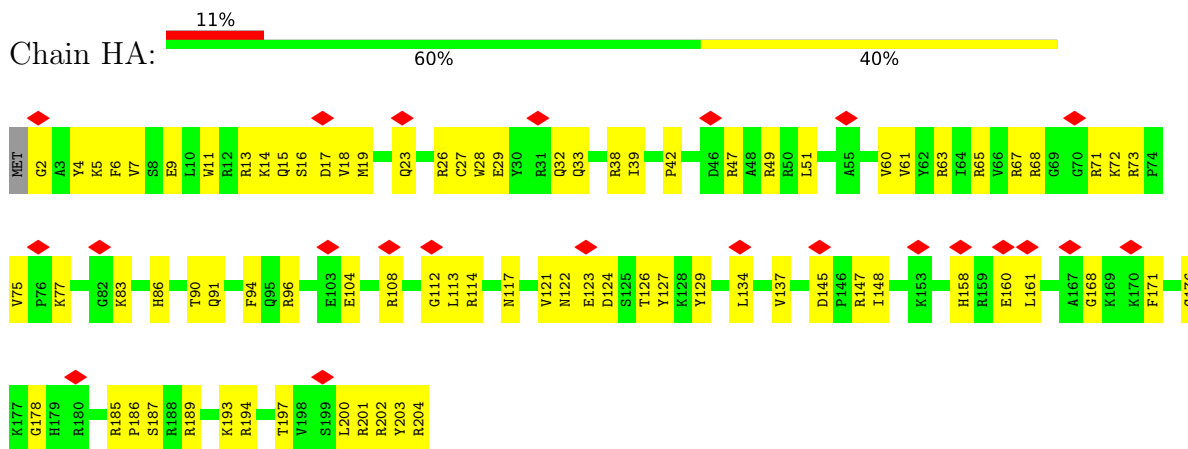 11%
Chain HA:
60% 40%
MET G2 A3 Y4 K5 F6 V7 S8 E9 L10 W11 R12 R13 K14 Q15 S16 D17 V18 M19 Q23 R26 C27 W28 E29 Y30 R31 Q32 Q33 R38 I39 P42 D46 R47 A48 R49 R50 L51 A55 V60 V61 Y62 R63 I64 R65 V66 R67 R68 G69 G70 R71 K72 R73 P74
V75 P76 K77 G82 K83 H86 T90 Q91 F94 Q95 R96 E103 E104 R108 G112 L113 R114 N117 V121 N122 E123 D124 S125 T126 Y127 K128 Y129 L134 V137 D145 P146 R147 I148 K153 H158 R159 E160 L161 A167 G168 K169 K170 F171
K177 G178 H179 R180 R185 P186 S187 R188 R189 K193 R194 T197 V198 S199 L200 R201 R202 Y203 R204